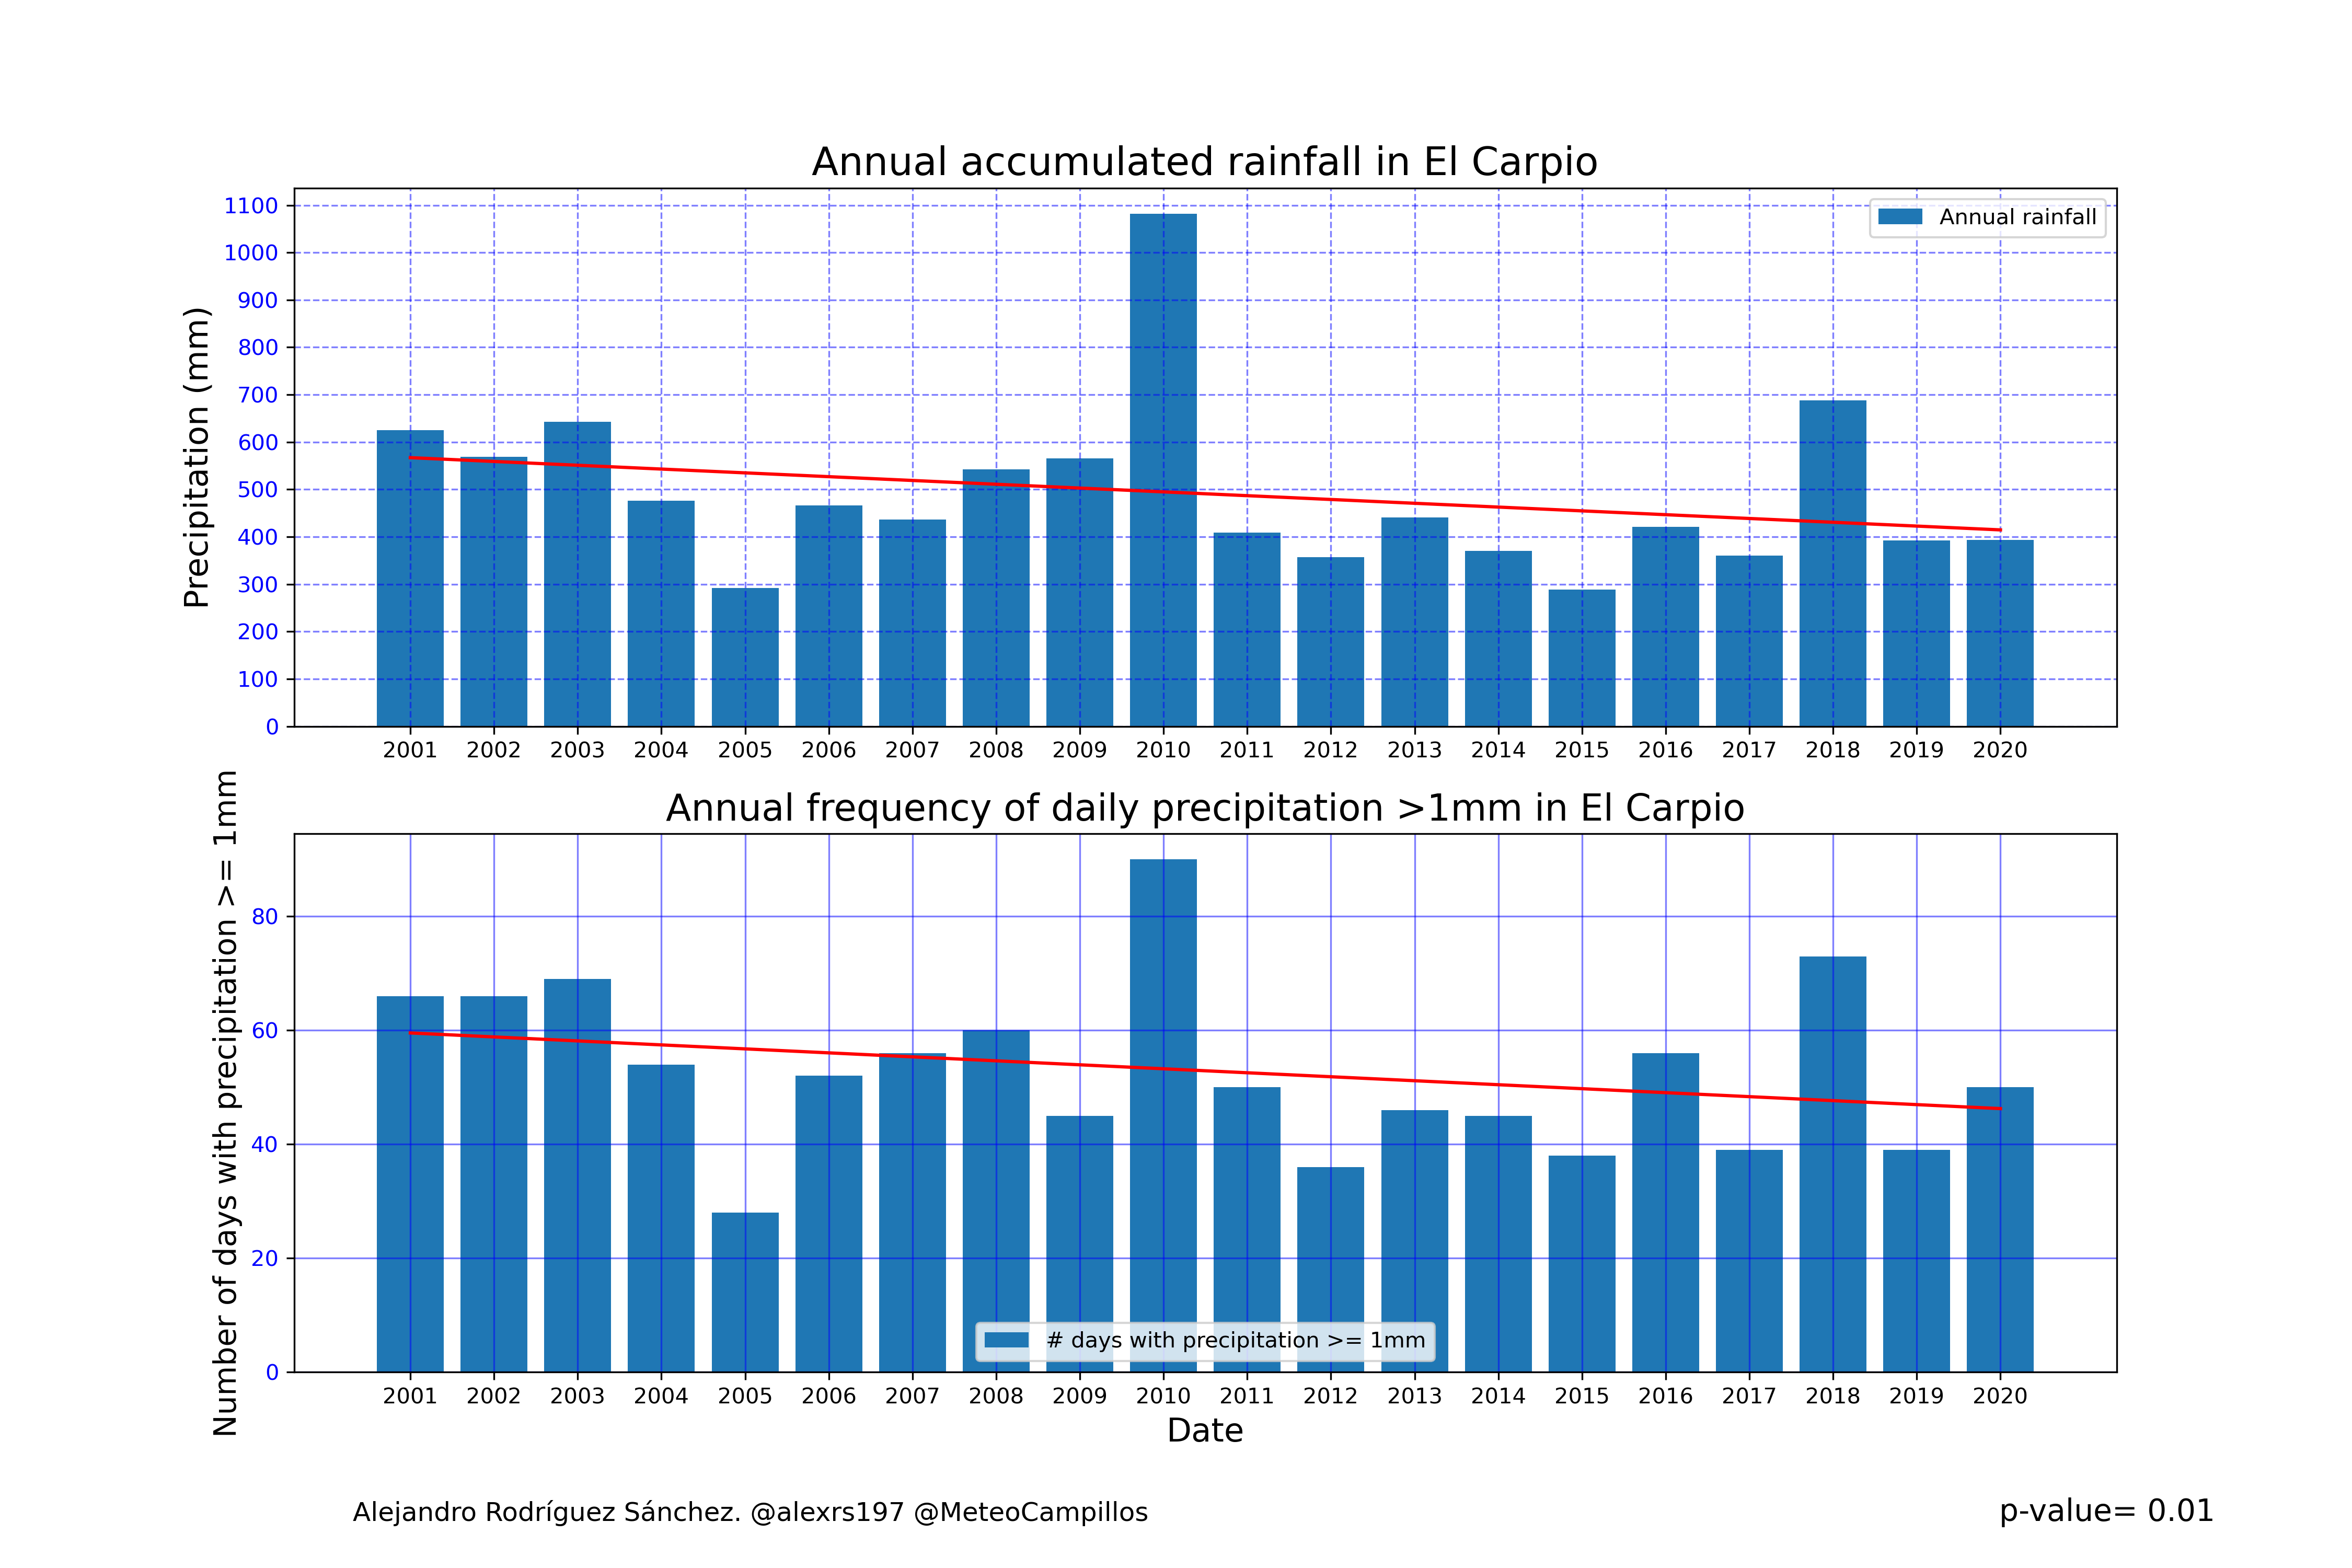 Annual accumulated rainfall in El Carpio
Precipitation (mm)
1100
1000
900
800
700
600
500
400
300
200
100
0
Annual rainfall
2001 2002 2003 2004 2005 2006 2007 2008 2009 2010 2011 2012 2013 2014 2015 2016 2017 2018 2019 2020
Annual frequency of daily precipitation >1mm in El Carpio
Number of days with precipitation >= 1mm
80
60
40
20
0
# days with precipitation >= 1mm
2001 2002 2003 2004 2005 2006 2007 2008 2009 2010 2011 2012 2013 2014 2015 2016 2017 2018 2019 2020
Date
Alejandro Rodríguez Sánchez. @alexrs197 @MeteoCampillos
p-value= 0.01